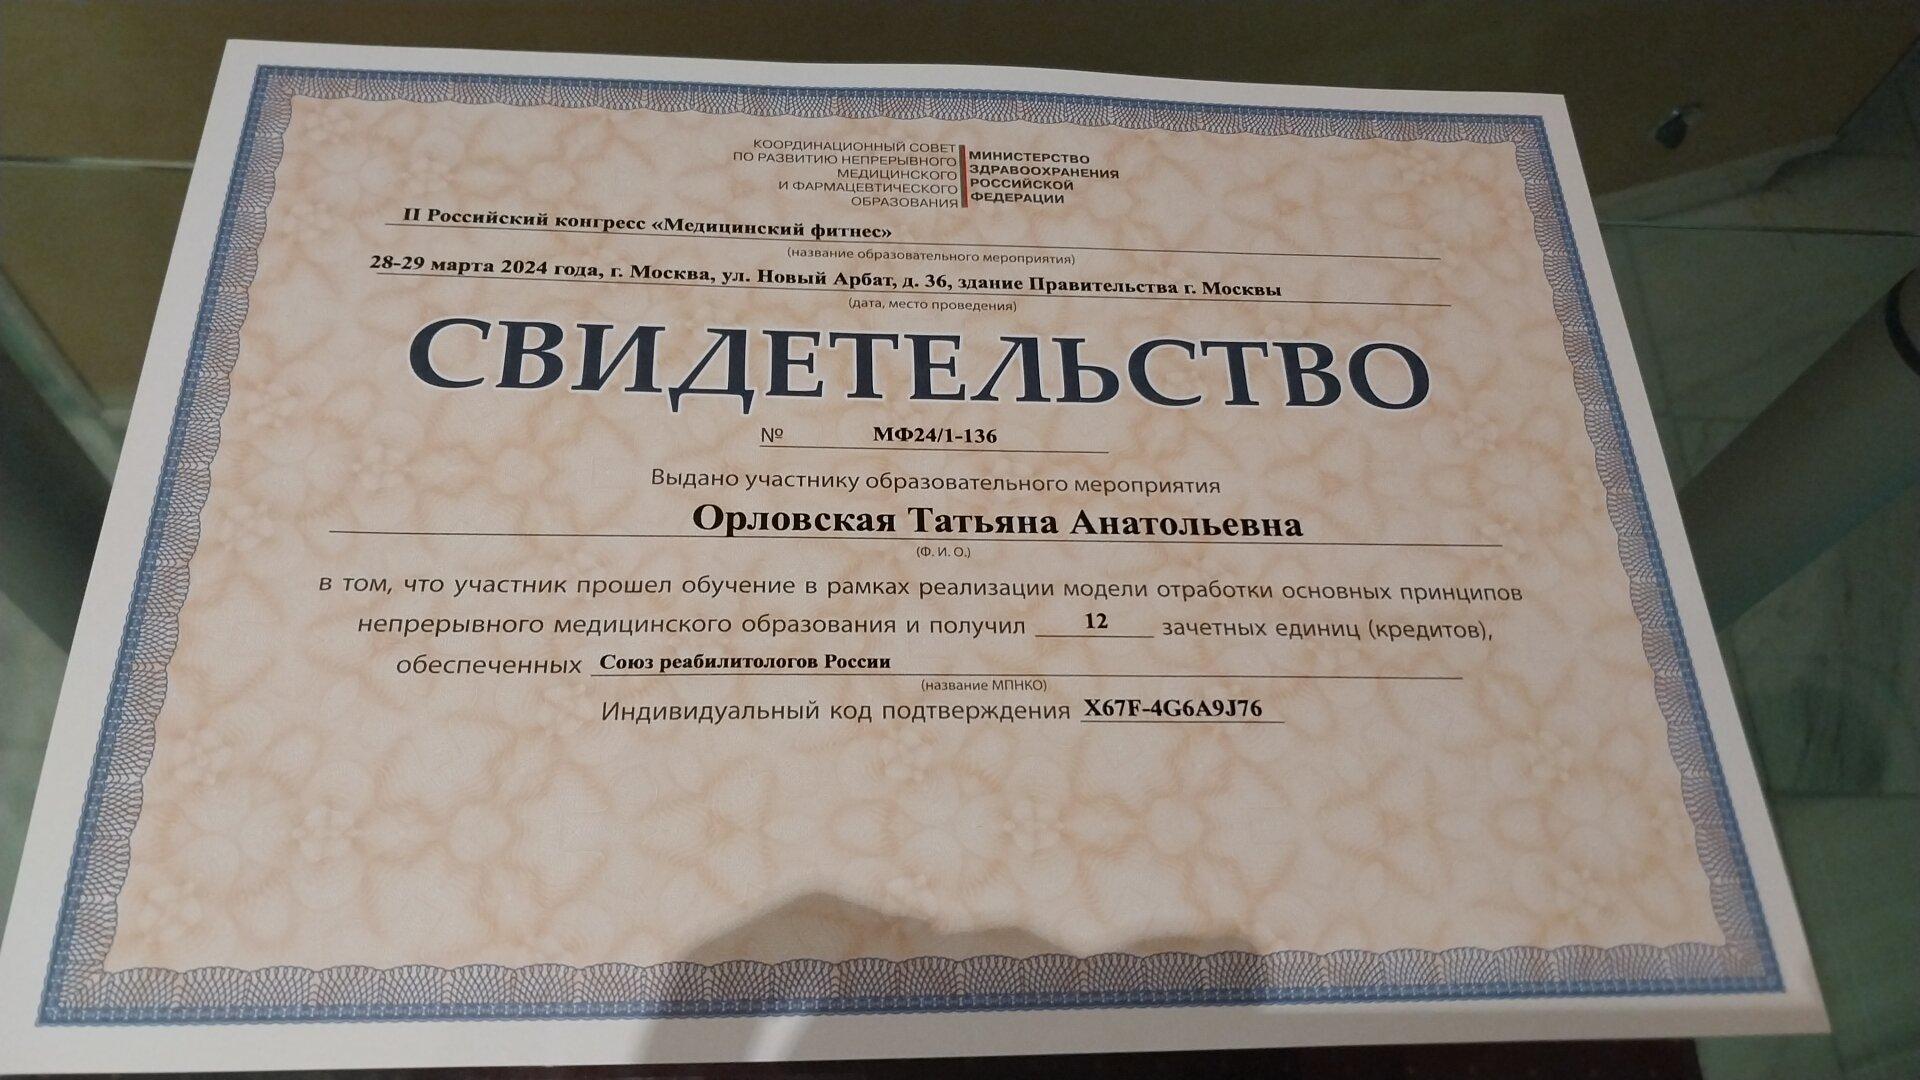 КООРДИНАЦИОННЫЙ СОВЕТ
ПО РАЗВИТИЮ НЕПРЕРЫВНОГО
МЕДИЦИНСКОГО
И ФАРМАЦЕВТИЧЕСКОГО
ОБРАЗОВАНИЯ
МИНИСТЕРСТВО
ЗДРАВООХРАНЕНИЯ
РОССИЙСКОЙ
ФЕДЕРАЦИИ
II Российский конгресс «Медицинский фитнес»
(название образовательного мероприятия)
28-29 марта 2024 года, г. Москва, ул. Новый Арбат, д. 36, здание Правительства г. Москвы
(дата, место проведения)
СВИДЕТЕЛЬСТВО
№ МФ24/1-136
Выдано участнику образовательного мероприятия
Орловская Татьяна Анатольевна
(Ф. И. О.)
в том, что участник прошел обучение в рамках реализации модели отработки основных принципов
непрерывного медицинского образования и получил 12 зачетных единиц (кредитов),
обеспеченных Союз реабилитологов России
(название МПНКО)
Индивидуальный код подтверждения X67F-4G6A9J76